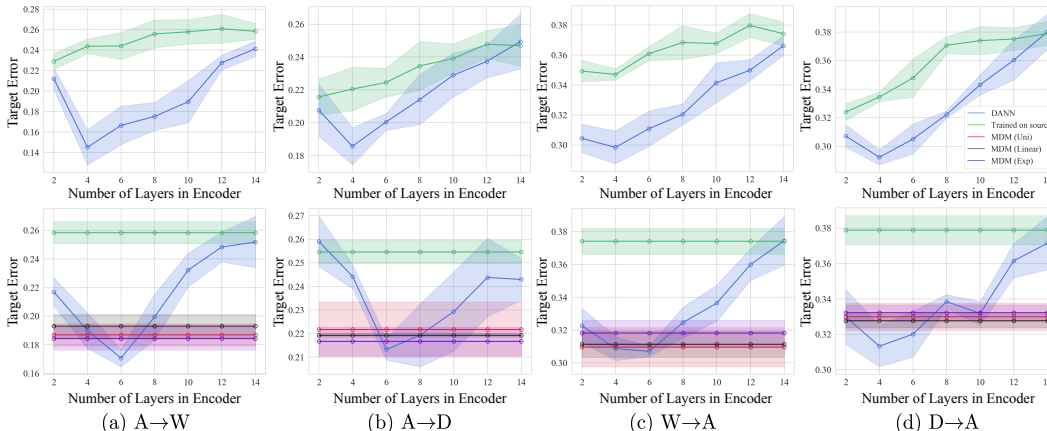 0.28
0.26
0.24
0.22
0.20
0.18
0.16
0.14
Target Error
2 4 6 8 10 12 14
Number of Layers in Encoder
0.26
0.24
0.22
0.20
0.18
Target Error
2 4 6 8 10 12 14
Number of Layers in Encoder
0.38
0.36
0.34
0.32
0.30
Target Error
2 4 6 8 10 12 14
Number of Layers in Encoder
0.38
0.36
0.34
0.32
0.30
Target Error
DANN
Trained on source
MDM (Uni)
MDM (Linear)
MDM (Exp)
2 4 6 8 10 12 14
Number of Layers in Encoder
0.26
0.24
0.22
0.20
0.18
0.16
Target Error
2 4 6 8 10 12 14
Number of Layers in Encoder
0.27
0.26
0.25
0.24
0.23
0.22
0.21
Target Error
2 4 6 8 10 12 14
Number of Layers in Encoder
0.38
0.36
0.34
0.32
0.30
Target Error
2 4 6 8 10 12 14
Number of Layers in Encoder
0.38
0.36
0.34
0.32
0.30
Target Error
2 4 6 8 10 12 14
Number of Layers in Encoder
(a) A→W
(b) A→D
(c) W→A
(d) D→A